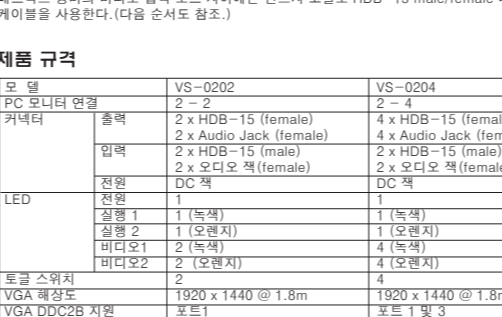 케이블을 사용한다.(다음 순서도 참조.)
제품 규격
모 델 VS-0202 VS-0204
PC 모니터 연결 2 - 2 2 - 4
커넥터 출력 2 x HDB-15 (female) 4 x HDB-15
2 x Audio Jack (female) 4 x Audio Jack
입력 2 x HDB-15 (male) 2 x HDB-15 (male)
2 x 오디오 잭(female) 2 x 오디오
전원 DC 잭 DC 잭
LED 전원 1 1
실행 1 1 (녹색) 1 (녹색)
실행 2 1 (오렌지) 1 (오렌지)
비디오1 2 (녹색) 4 (녹색)
비디오2 2 (오렌지) 4 (오렌지)
토글 스위치 2 4
VGA 해상도 1920 x 1440 @ 1.8m 1920 x 1440 @
VGA DDC2B 지원 포트1 포트 1 및 3